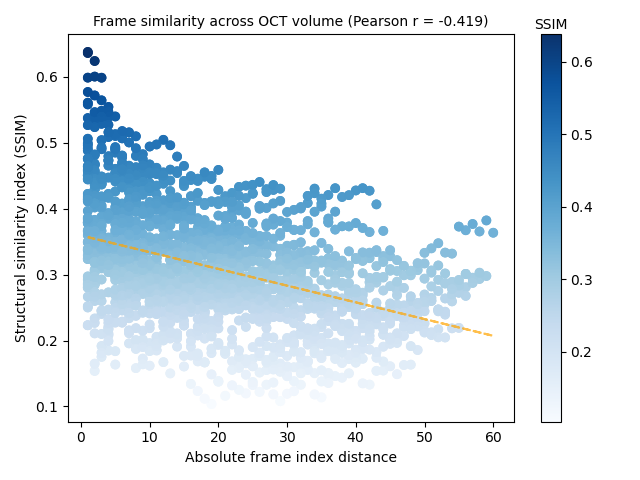 Frame similarity across OCT volume (Pearson r = -0.419)
SSIM
Structural similarity index (SSIM)
0.6
0.5
0.4
0.3
0.2
0.1
0 10 20 30 40 50 60
Absolute frame index distance
0.6
0.5
0.4
0.3
0.2